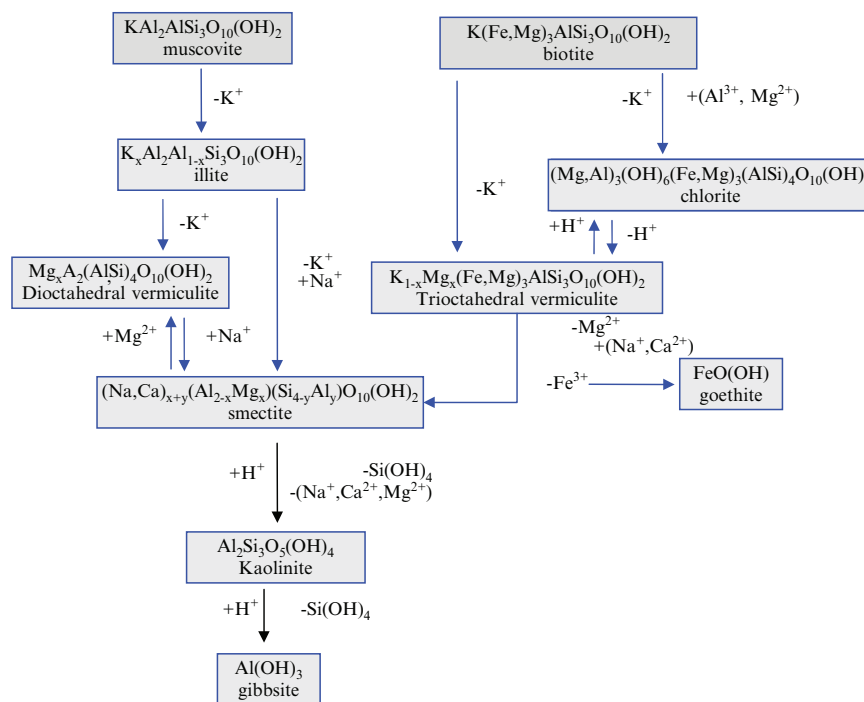 KAl₂AlSi₃O₁₀(OH)₂
muscovite
K(Fe,Mg)₃AlSi₃O₁₀(OH)₂
biotite
-K⁺
-K⁺
+(Al³⁺, Mg²⁺)
KₓAl₂Al₁₋ₓSi₃O₁₀(OH)₂
illite
(Mg,Al)₃(OH)₆(Fe,Mg)₃(AlSi)₄O₁₀(OH)
chlorite
-K⁺
-K⁺
+H⁺
-H⁺
-K⁺
+Na⁺
MgₓA₂(AlSi)₄O₁₀(OH)₂
Dioctahedral vermiculite
K₁₋ₓMgₓ(Fe,Mg)₃AlSi₃O₁₀(OH)₂
Trioctahedral vermiculite
+Mg²⁺
+Na⁺
-Mg²⁺
+(Na⁺,Ca²⁺)
(Na,Ca)ₓ₊ᵧ(Al₂₋ₓMgₓ)(Si₄₋ᵧAlᵧ)O₁₀(OH)₂
smectite
-Fe³⁺
FeO(OH)
goethite
+H⁺
-Si(OH)₄
-(Na⁺,Ca²⁺,Mg²⁺)
Al₂Si₃O₅(OH)₄
Kaolinite
+H⁺
-Si(OH)₄
Al(OH)₃
gibbsite